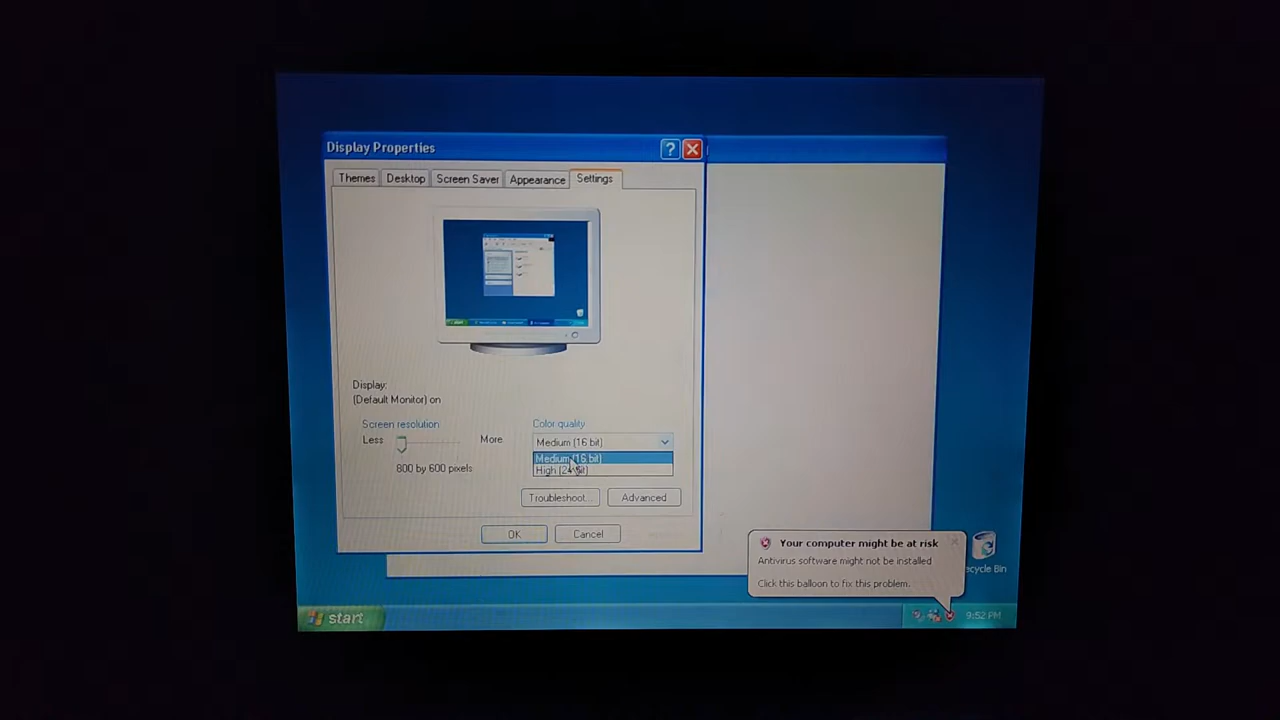 Display Properties
Themes
Desktop
Screen Saver
Appearance
Settings
Display:
(Default Monitor) on
Screen resolution
Less
More
800 by 600 pixels
Color quality
Medium (16 bit)
Medium (16 bit)
High (24 bit)
Troubleshoot...
Advanced
OK
Cancel
Your computer might be at risk
Antivirus software might not be installed
Click this balloon to fix this problem.
Recycle Bin
start
9:52 PM